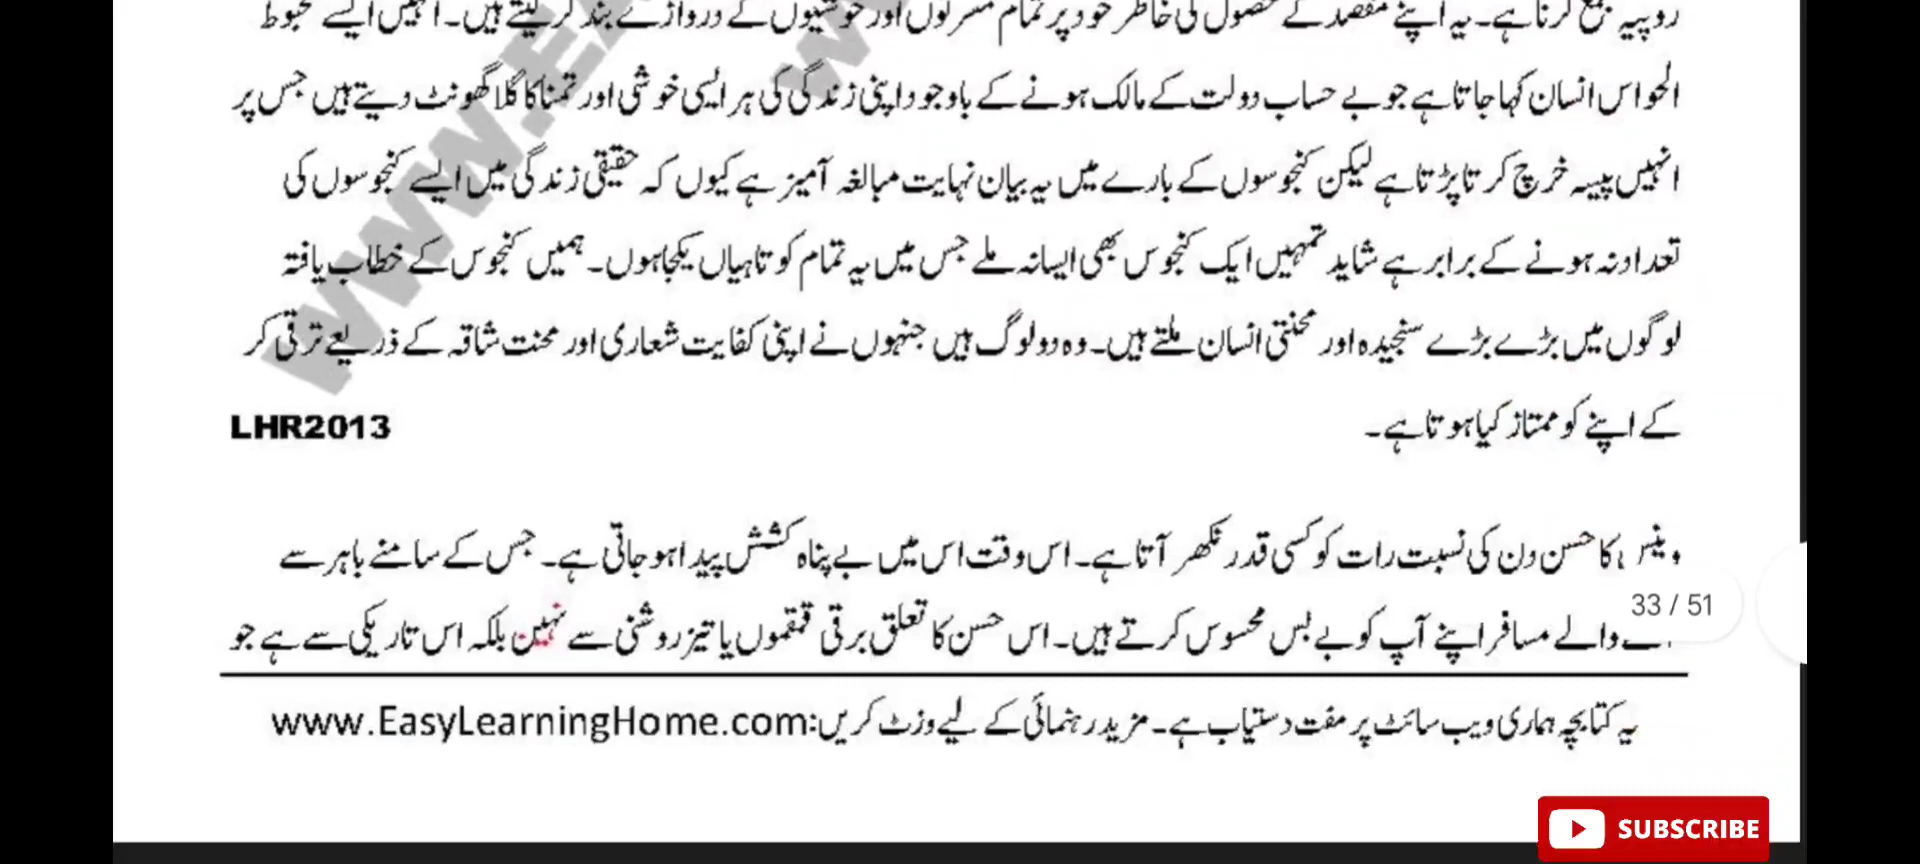 روپیہ جمع کرنا ہے۔ یہ اپنے مقصد کے حصول کی خاطر خود پر تمام مسرتوں اور خوشیوں کے دروازے بند کر لیتے ہیں۔ انہیں ایسے مخبوط
الحواس انسان کہا جاتا ہے جو بے حساب دولت کے مالک ہونے کے باوجود اپنی زندگی کی ہر ایسی خوشی اور تمنا کا گلا گھونٹ دیتے ہیں جس پر
انہیں پیسہ خرچ کرتا پڑتا ہے لیکن کنجوسوں کے بارے میں یہ بیان نہایت مبالغہ آمیز ہے کیوں کہ حقیقی زندگی میں ایسے کنجوسوں کی
تعداد نہ ہونے کے برابر ہے شاید تمہیں ایک کنجوس بھی ایسا نہ ملے جس میں یہ تمام کوتاہیاں یکجا ہوں۔ ہمیں کنجوس کے خطاب یافتہ
لوگوں میں بڑے بڑے سنجیدہ اور محنتی انسان ملتے ہیں۔ وہ وہ لوگ ہیں جنہوں نے اپنی کفایت شعاری اور محنت شاقہ کے ذریعے ترقی کر
کے اپنے کو ممتاز کیا ہوتا ہے۔ LHR2013
وینس کا حسن دن کی نسبت رات کو کسی قدر نکھر آتا ہے۔ اس وقت اس میں بے پناہ کشش پیدا ہو جاتی ہے۔ جس کے سامنے باہر سے
والے مسافر اپنے آپ کو بے بس محسوس کرتے ہیں۔ اس حسن کا تعلق برقی قمقموں یا تیز روشنی سے نہیں بلکہ اس تاریکی سے ہے جو
33 / 51
یہ کتابچہ ہماری ویب سائٹ پر مفت دستیاب ہے۔ مزید رہنمائی کے لیے وزٹ کریں: www.EasyLearningHome.com
SUBSCRIBE